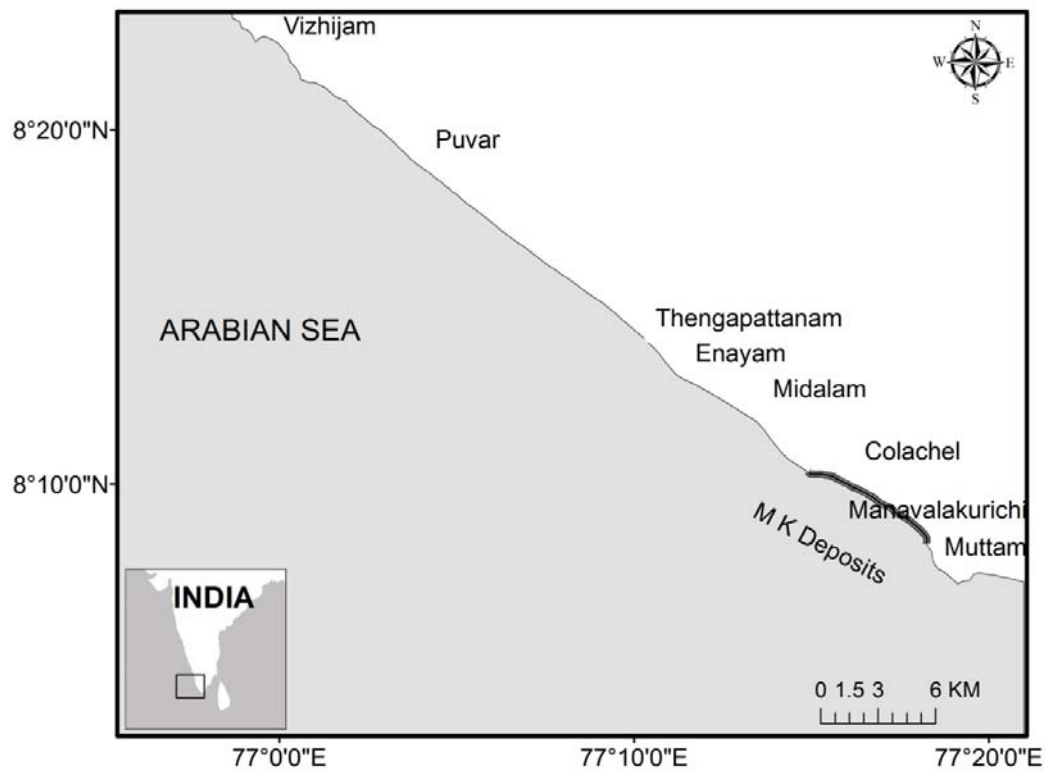 Vizhijam
N
W E
S
8°20'0"N
Puvar
ARABIAN SEA
Thengapattanam
Enayam
Midalam
Colachel
8°10'0"N
Manavalakurichi
M K Deposits
Muttam
INDIA
0 1.5 3 6 KM
77°0'0"E 77°10'0"E 77°20'0"E